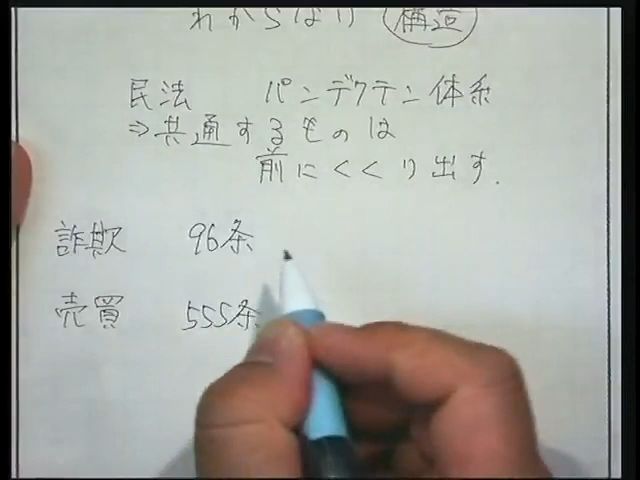 れからばり 構造
民法 パンデクテン体系
⇒共通するものは
前にくくり出す.
詐欺 96条
売買 555条